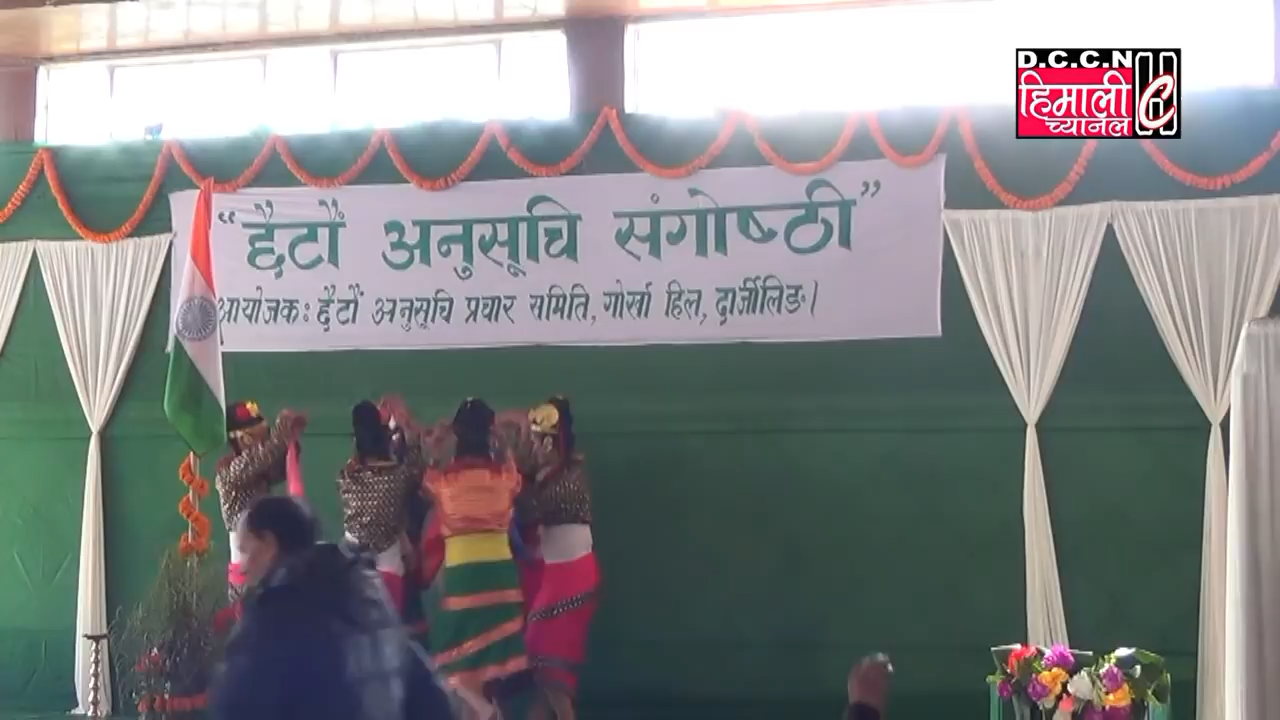 D.C.C.N
हिमाली
च्यानल
“छैटौं अनुसूचि संगोष्ठी”
आयोजकः छैटौं अनुसूचि प्रचार समिति, गोर्खा हिल, दार्जीलिङ।